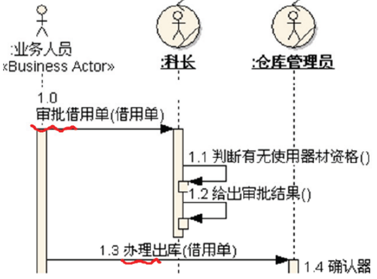 :业务人员
«Business Actor»
:科长
:仓库管理员
1.0
审批借用单(借用单)
1.1 判断有无使用器材资格()
1.2 给出审批结果()
1.3 办理出库(借用单)
1.4 确认器